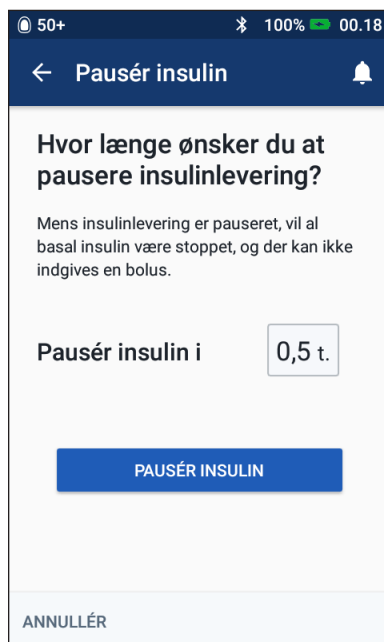 50+ 100% 00.18
Pausér insulin
Hvor længe ønsker du at
pausere insulinlevering?
Mens insulinlevering er pauseret, vil al
basal insulin være stoppet, og der kan ikke
indgives en bolus.
Pausér insulin i 0,5 t.
PAUSÉR INSULIN
ANNULLÉR